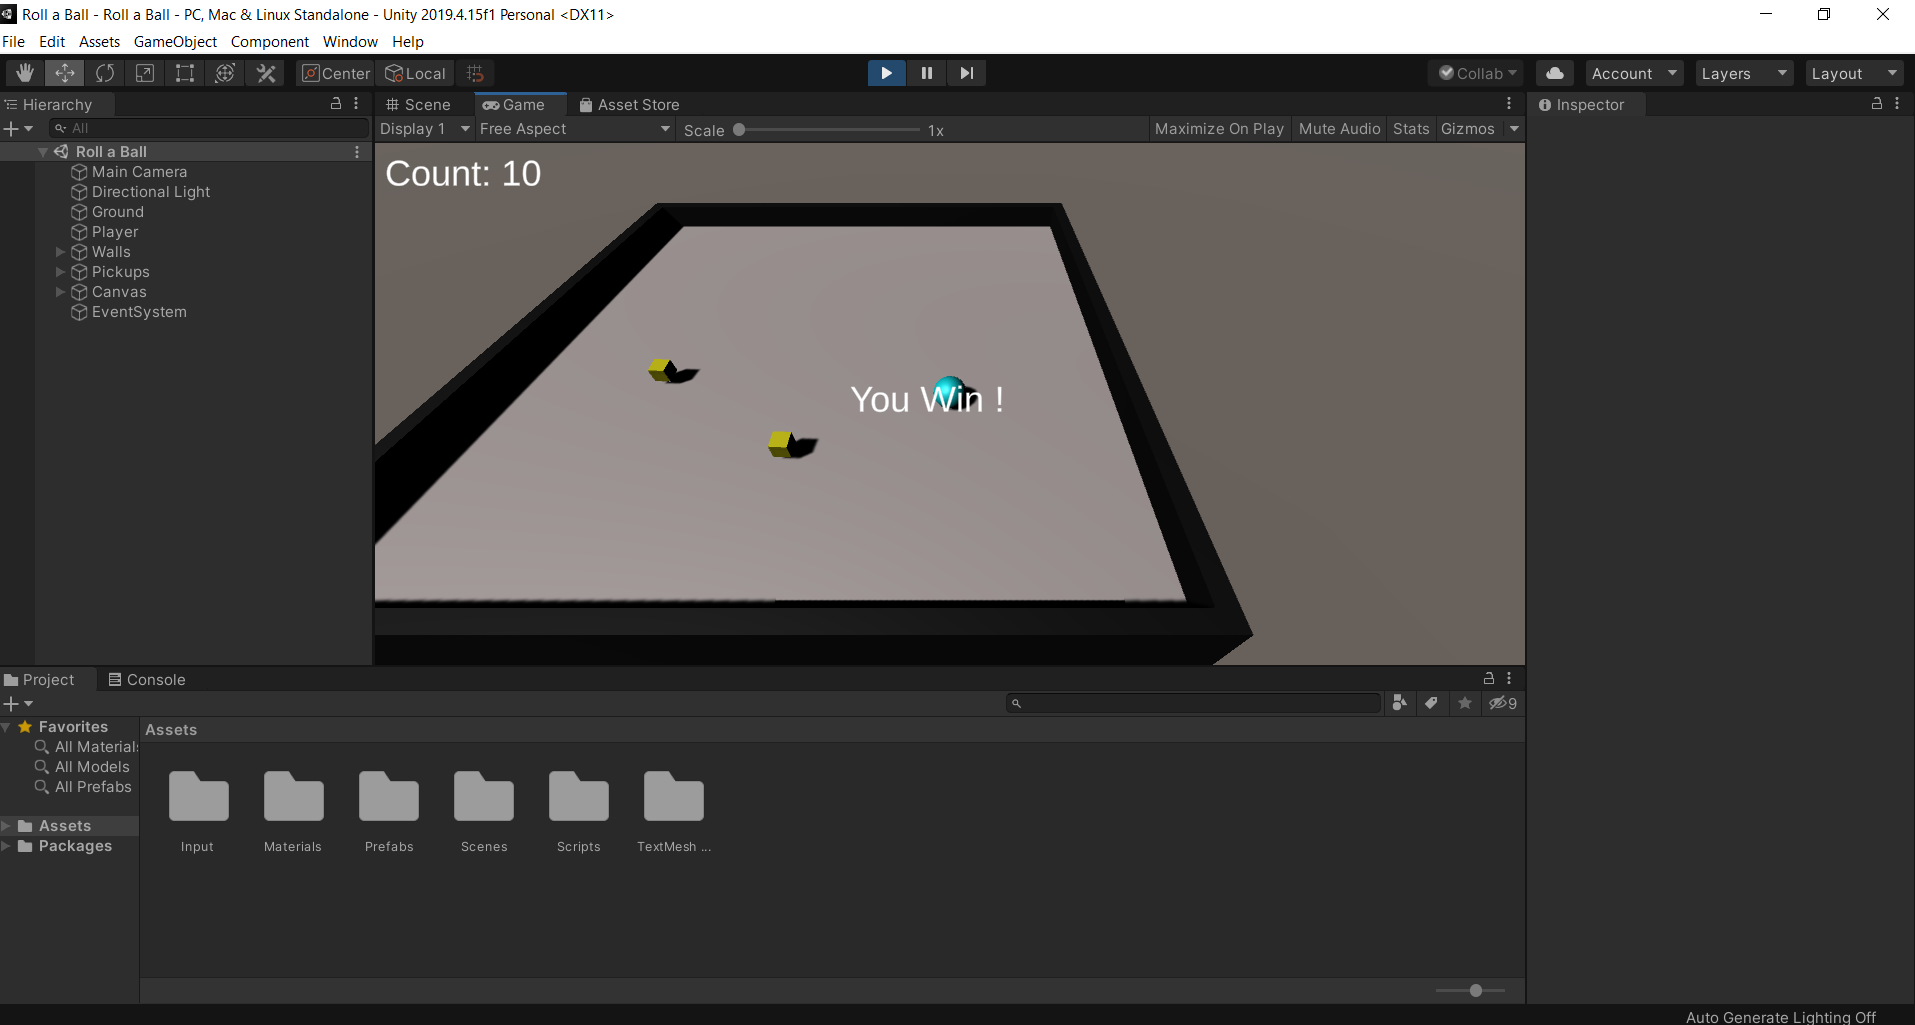 Roll a Ball - Roll a Ball - PC, Mac & Linux Standalone - Unity 2019.4.15f1 Personal <DX11>
File Edit Assets GameObject Component Window Help
Center Local Collab Account Layers Layout
Hierarchy
All
Roll a Ball
Main Camera
Directional Light
Ground
Player
Walls
Pickups
Canvas
EventSystem
Scene Game Asset Store
Display 1 Free Aspect Scale 1x Maximize On Play Mute Audio Stats Gizmos
Count: 10
You Win !
Inspector
Project Console
9
Favorites
All Materials
All Models
All Prefabs
Assets
Packages
Assets
Input Materials Prefabs Scenes Scripts TextMesh ...
Auto Generate Lighting Off